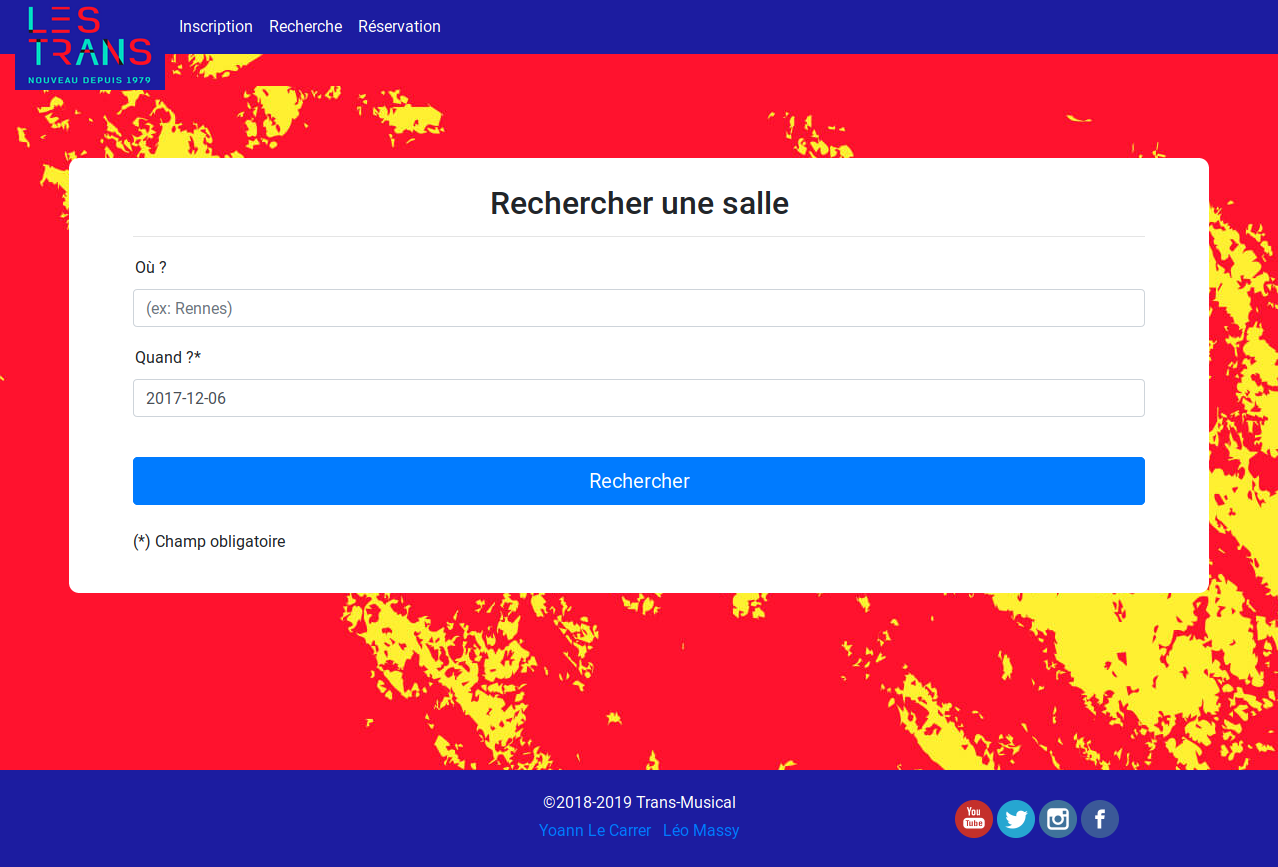 LES
TRANS
NOUVEAU DEPUIS 1979
Inscription Recherche Réservation
Rechercher une salle
Où ?
(ex: Rennes)
Quand ?*
2017-12-06
Rechercher
(*) Champ obligatoire
©2018-2019 Trans-Musical
Yoann Le Carrer Léo Massy
You
Tube
f